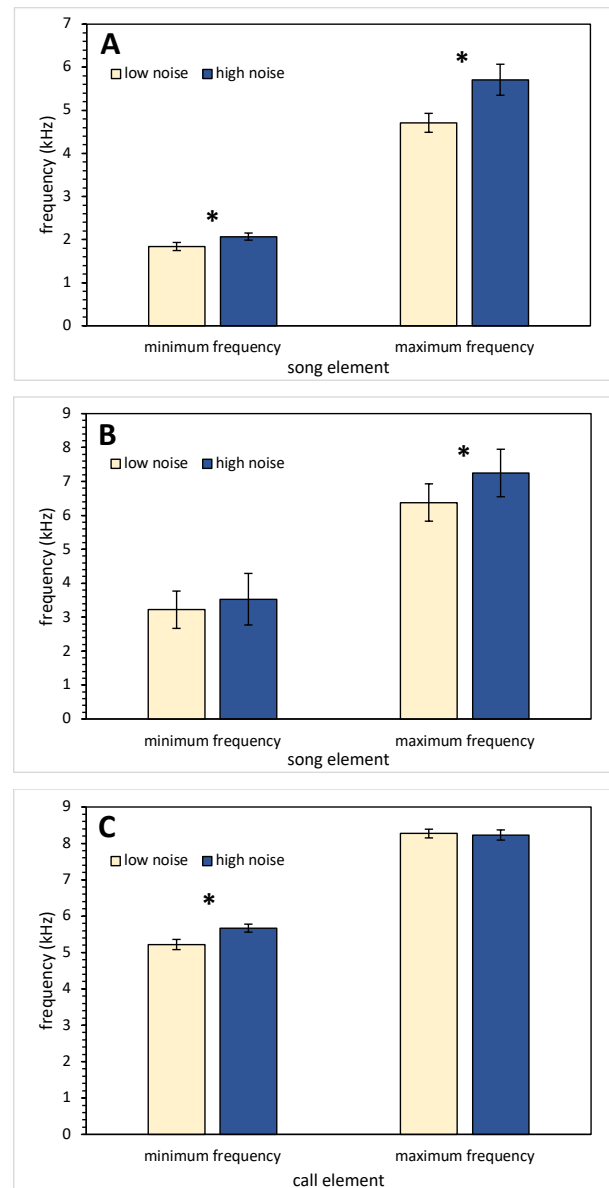 A
low noise high noise
*
*
frequency (kHz)
7
6
5
4
3
2
1
0
minimum frequency maximum frequency
song element
B
low noise high noise
*
frequency (kHz)
9
8
7
6
5
4
3
2
1
0
minimum frequency maximum frequency
song element
C
low noise high noise
*
frequency (kHz)
9
8
7
6
5
4
3
2
1
0
minimum frequency maximum frequency
call element